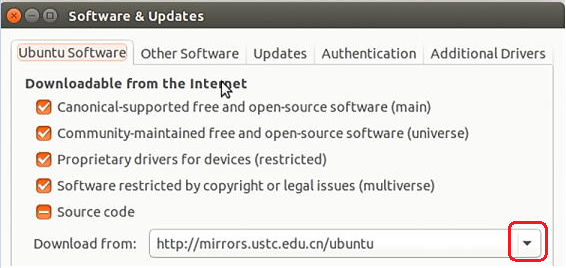 Software & Updates
Ubuntu Software Other Software Updates Authentication Additional Drivers
Downloadable from the Internet
Canonical-supported free and open-source software (main)
Community-maintained free and open-source software (universe)
Proprietary drivers for devices (restricted)
Software restricted by copyright or legal issues (multiverse)
Source code
Download from: http://mirrors.ustc.edu.cn/ubuntu